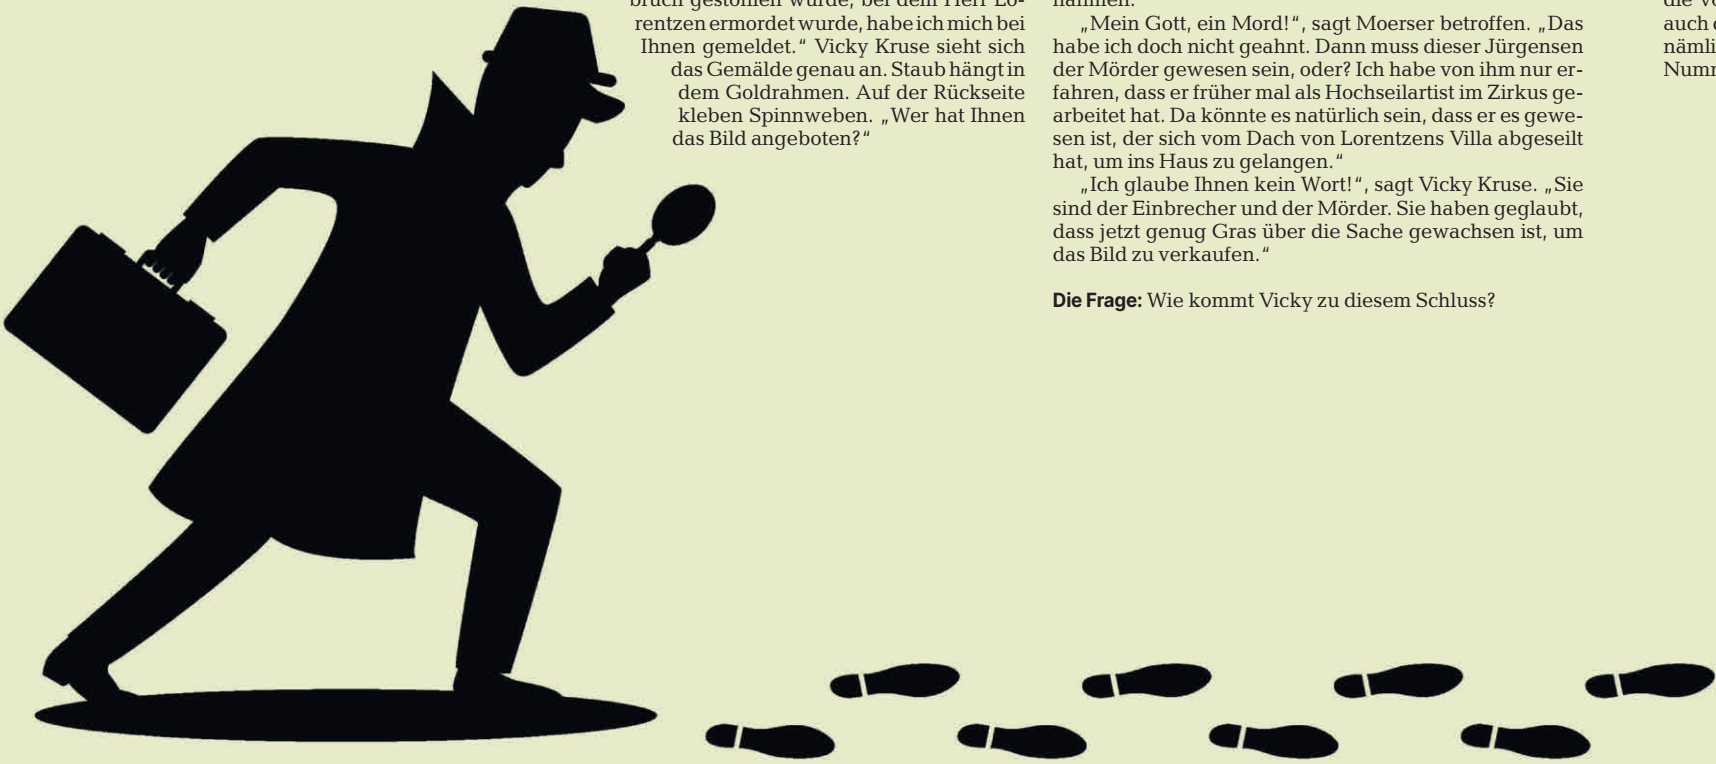 rentzen ermordet wurde, habe ich mich bei
Ihnen gemeldet.“ Vicky Kruse sieht sich
das Gemälde genau an. Staub hängt in
dem Goldrahmen. Auf der Rückseite
kleben Spinnweben. „Wer hat Ihnen
das Bild angeboten?“
„Mein Gott, ein Mord!“, sagt Moerser betroffen. „Das
habe ich doch nicht geahnt. Dann muss dieser Jürgensen
der Mörder gewesen sein, oder? Ich habe von ihm nur er-
fahren, dass er früher mal als Hochseilartist im Zirkus ge-
arbeitet hat. Da könnte es natürlich sein, dass er es gewe-
sen ist, der sich vom Dach von Lorentzens Villa abgeseilt
hat, um ins Haus zu gelangen.“
„Ich glaube Ihnen kein Wort!“, sagt Vicky Kruse. „Sie
sind der Einbrecher und der Mörder. Sie haben geglaubt,
dass jetzt genug Gras über die Sache gewachsen ist, um
das Bild zu verkaufen.“
Die Frage: Wie kommt Vicky zu diesem Schluss?
auch